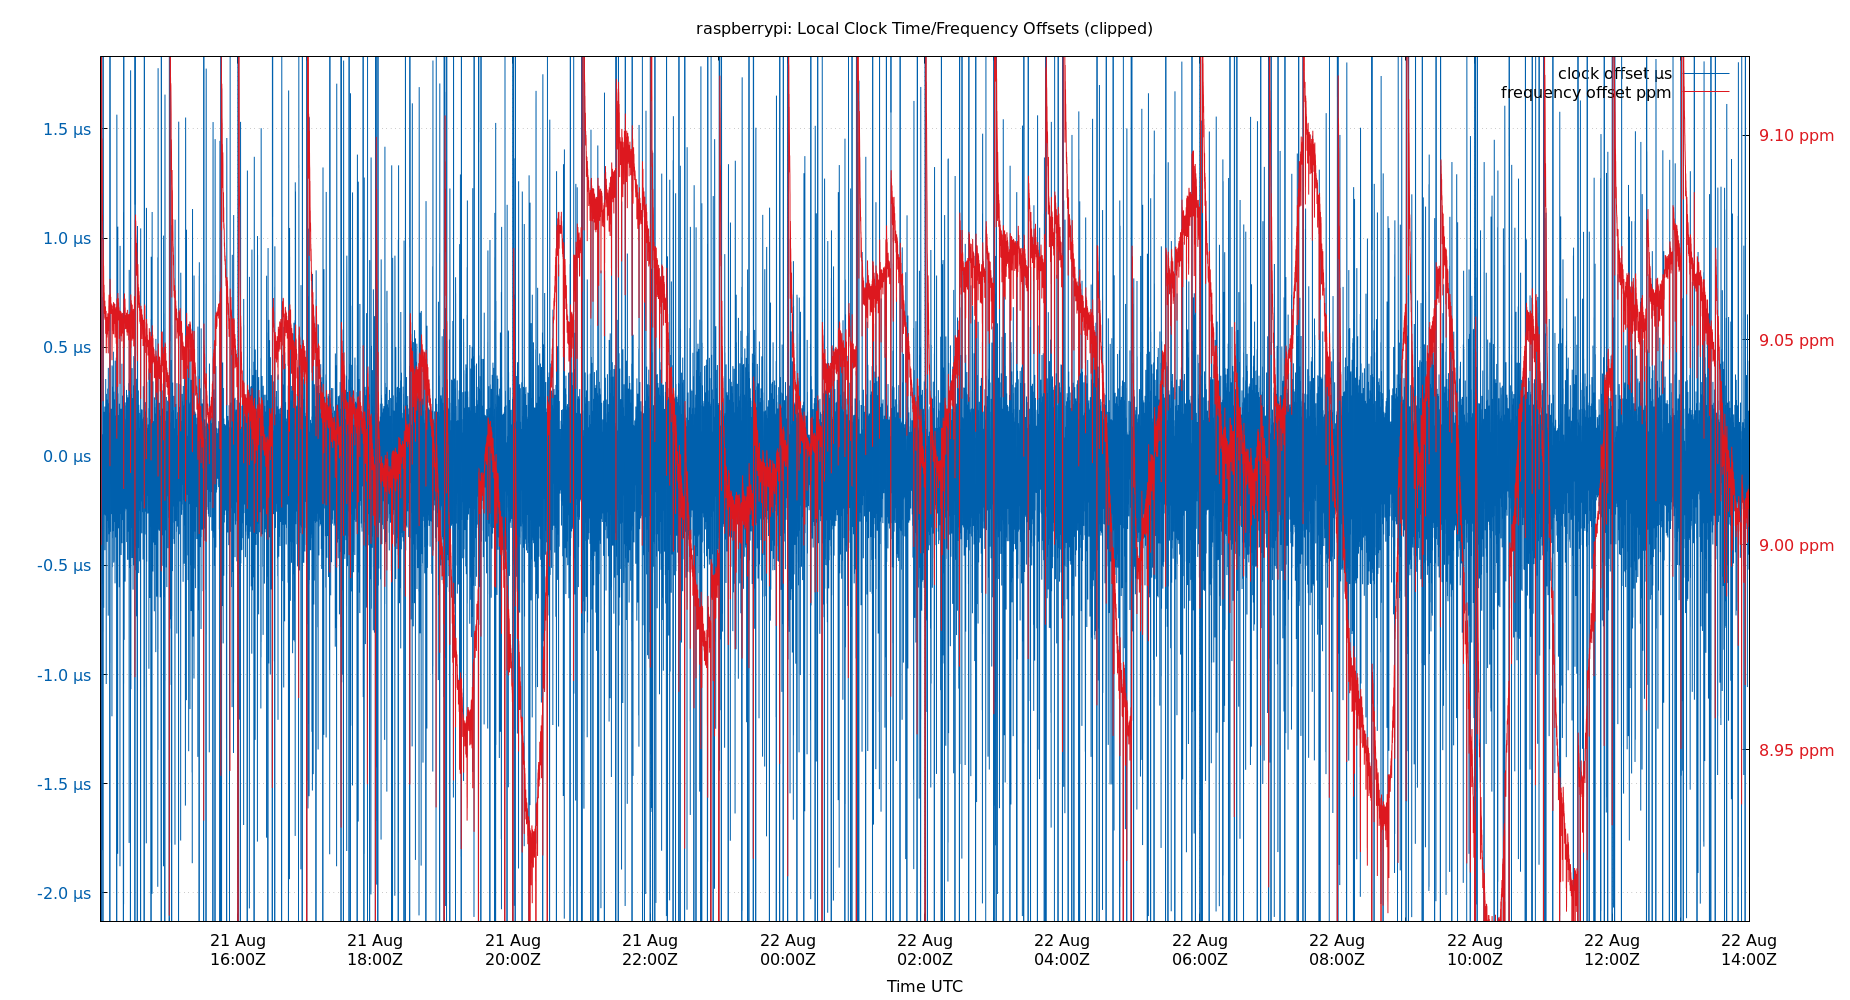 raspberrypi: Local Clock Time/Frequency Offsets (clipped)
clock offset µs
frequency offset ppm
1.5 µs
1.0 µs
0.5 µs
0.0 µs
-0.5 µs
-1.0 µs
-1.5 µs
-2.0 µs
9.10 ppm
9.05 ppm
9.00 ppm
8.95 ppm
21 Aug 21 Aug 21 Aug 21 Aug 22 Aug 22 Aug 22 Aug 22 Aug 22 Aug 22 Aug 22 Aug 22 Aug
16:00Z 18:00Z 20:00Z 22:00Z 00:00Z 02:00Z 04:00Z 06:00Z 08:00Z 10:00Z 12:00Z 14:00Z
Time UTC